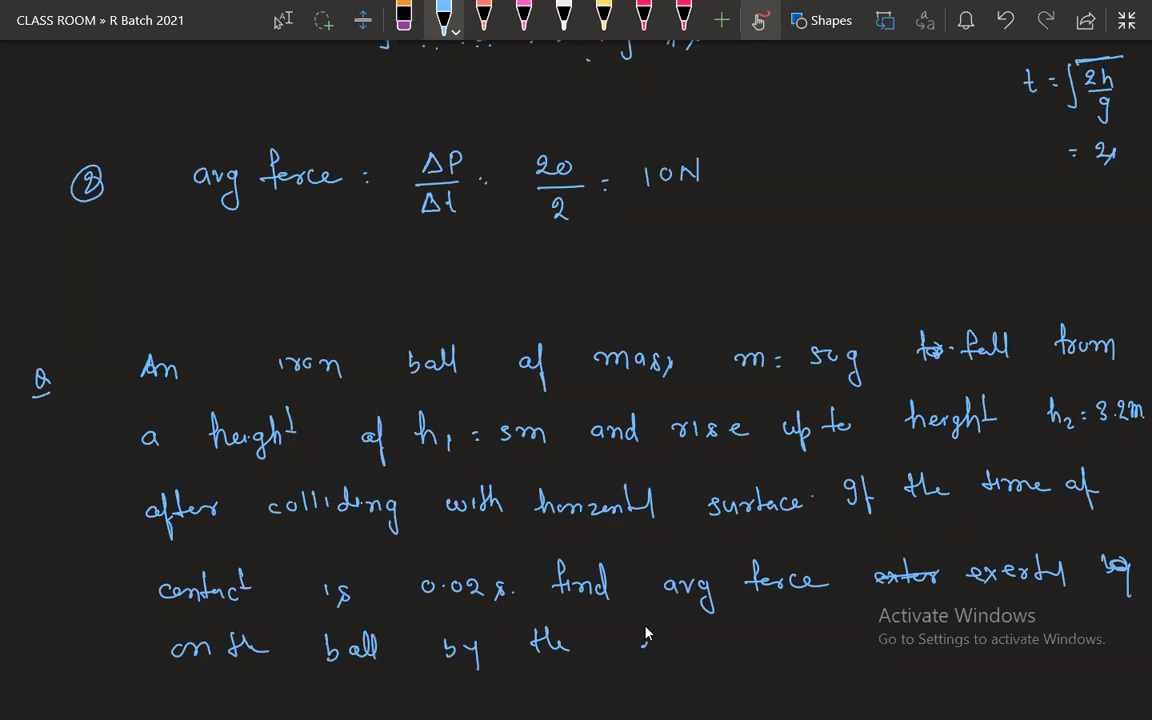 CLASS ROOM » R Batch 2021
Shapes
t = √2h/g
= 2s
② avg force = ΔP/Δt = 20/2 = 10N
Q An iron ball of mass m = 50g fall from
a height of h₁ = 5m and rise up to height h₂ = 3.2m
after colliding with horizontal surface. If the time of
contact is 0.02 s. find avg force exerted
on the ball by the
Activate Windows
Go to Settings to activate Windows.